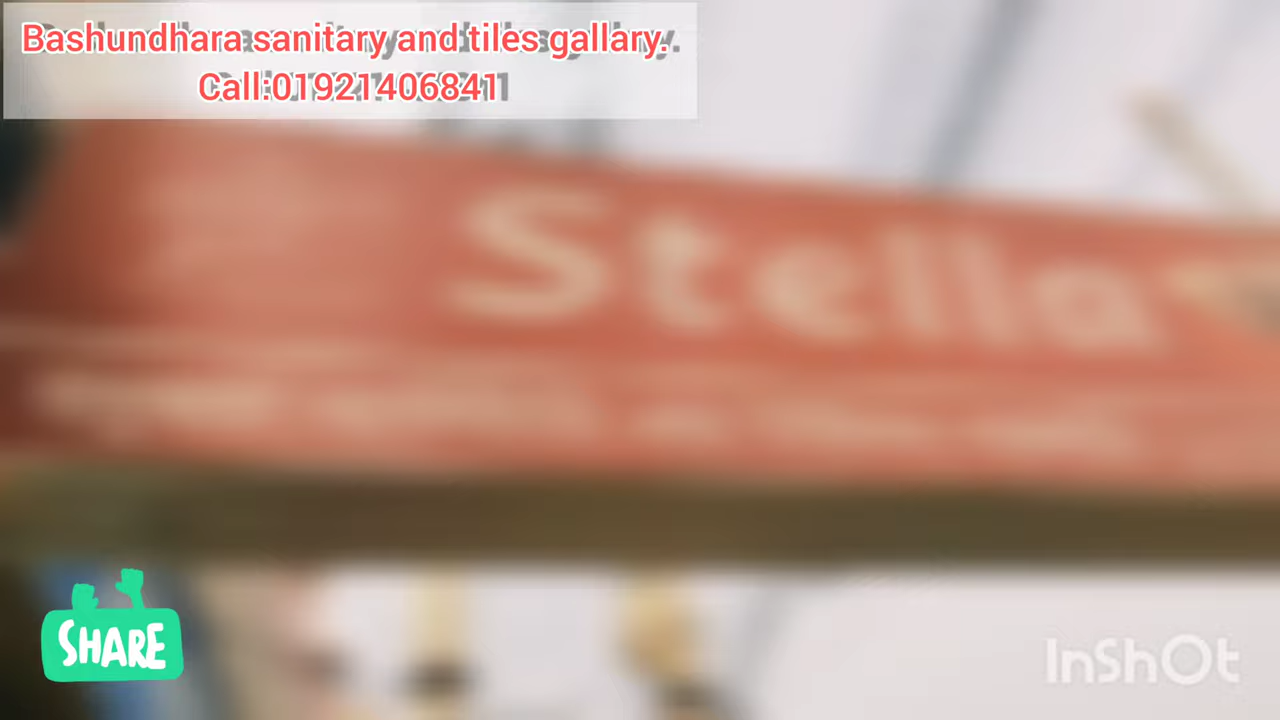 Bashundhara sanitary and tiles gallary.
Call:01921406841
Stella
SHARE
InShOt